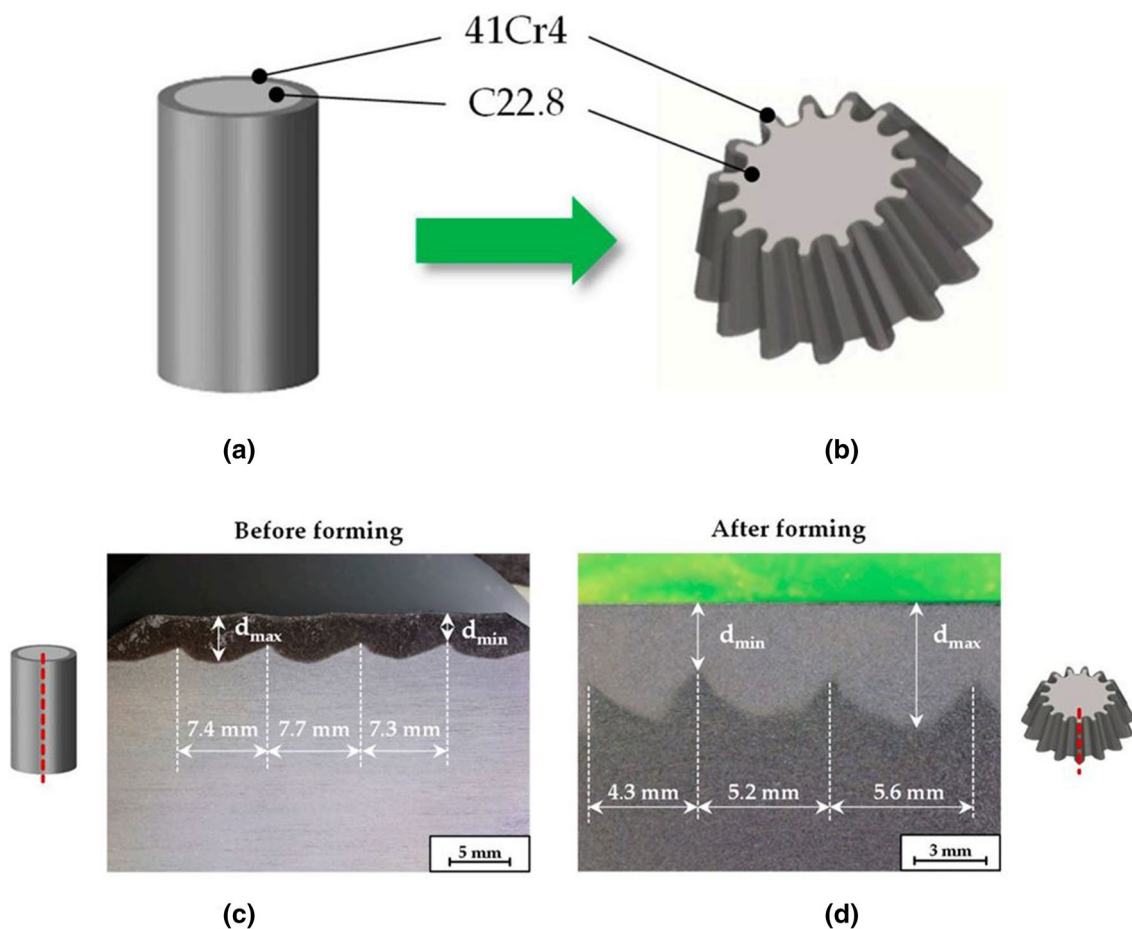 41Cr4
C22.8
(a)
(b)
Before forming
After forming
d_max
d_min
7.4 mm
7.7 mm
7.3 mm
5 mm
d_min
d_max
4.3 mm
5.2 mm
5.6 mm
3 mm
(c)
(d)